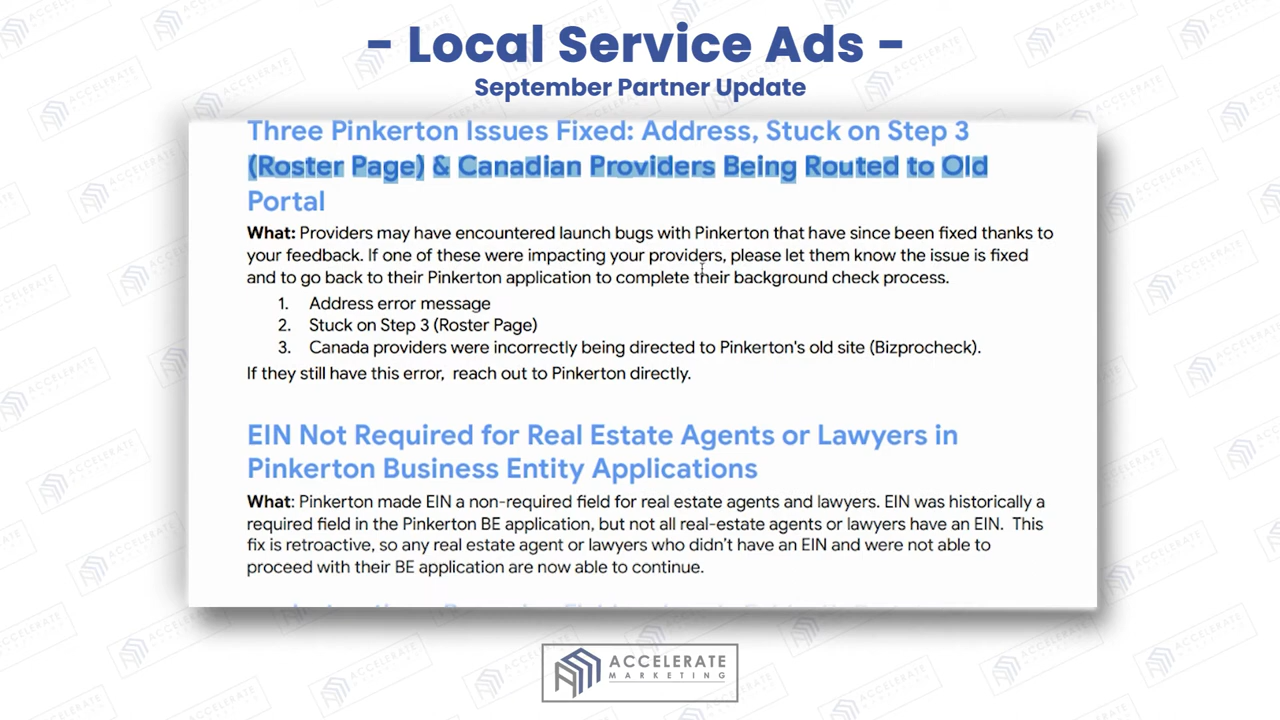 - Local Service Ads -
September Partner Update
Three Pinkerton Issues Fixed: Address, Stuck on Step 3
(Roster Page) & Canadian Providers Being Routed to Old
Portal
What: Providers may have encountered launch bugs with Pinkerton that have since been fixed thanks to
your feedback. If one of these were impacting your providers, please let them know the issue is fixed
and to go back to their Pinkerton application to complete their background check process.
1. Address error message
2. Stuck on Step 3 (Roster Page)
3. Canada providers were incorrectly being directed to Pinkerton's old site (Bizprocheck).
If they still have this error, reach out to Pinkerton directly.
EIN Not Required for Real Estate Agents or Lawyers in
Pinkerton Business Entity Applications
What: Pinkerton made EIN a non-required field for real estate agents and lawyers. EIN was historically a
required field in the Pinkerton BE application, but not all real-estate agents or lawyers have an EIN. This
fix is retroactive, so any real estate agent or lawyers who didn't have an EIN and were not able to
proceed with their BE application are now able to continue.
ACCELERATE
MARKETING